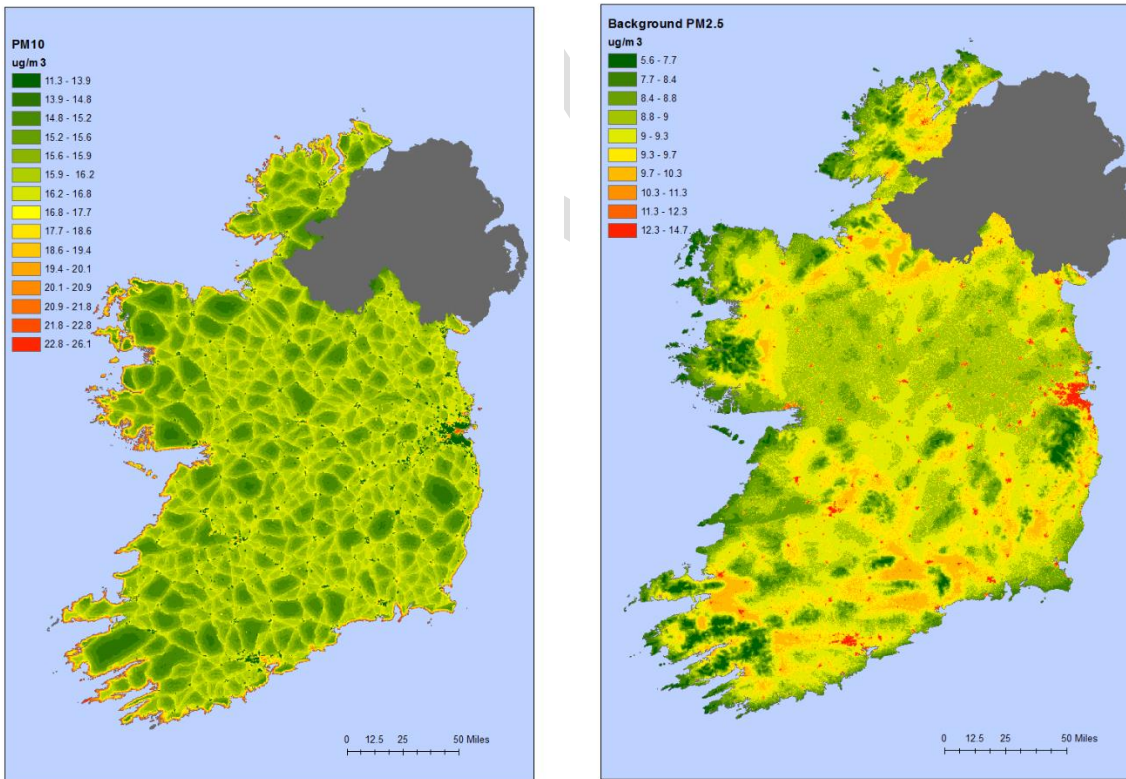 PM10
ug/m 3
11.3 - 13.9
13.9 - 14.8
14.8 - 15.2
15.2 - 15.6
15.6 - 15.9
15.9 - 16.2
16.2 - 16.8
16.8 - 17.7
17.7 - 18.6
18.6 - 19.4
19.4 - 20.1
20.1 - 20.9
20.9 - 21.8
21.8 - 22.8
22.8 - 26.1
0 12.5 25 50 Miles
Background PM2.5
ug/m 3
5.6 - 7.7
7.7 - 8.4
8.4 - 8.8
8.8 - 9
9 - 9.3
9.3 - 9.7
9.7 - 10.3
10.3 - 11.3
11.3 - 12.3
12.3 - 14.7
0 12.5 25 50 Miles